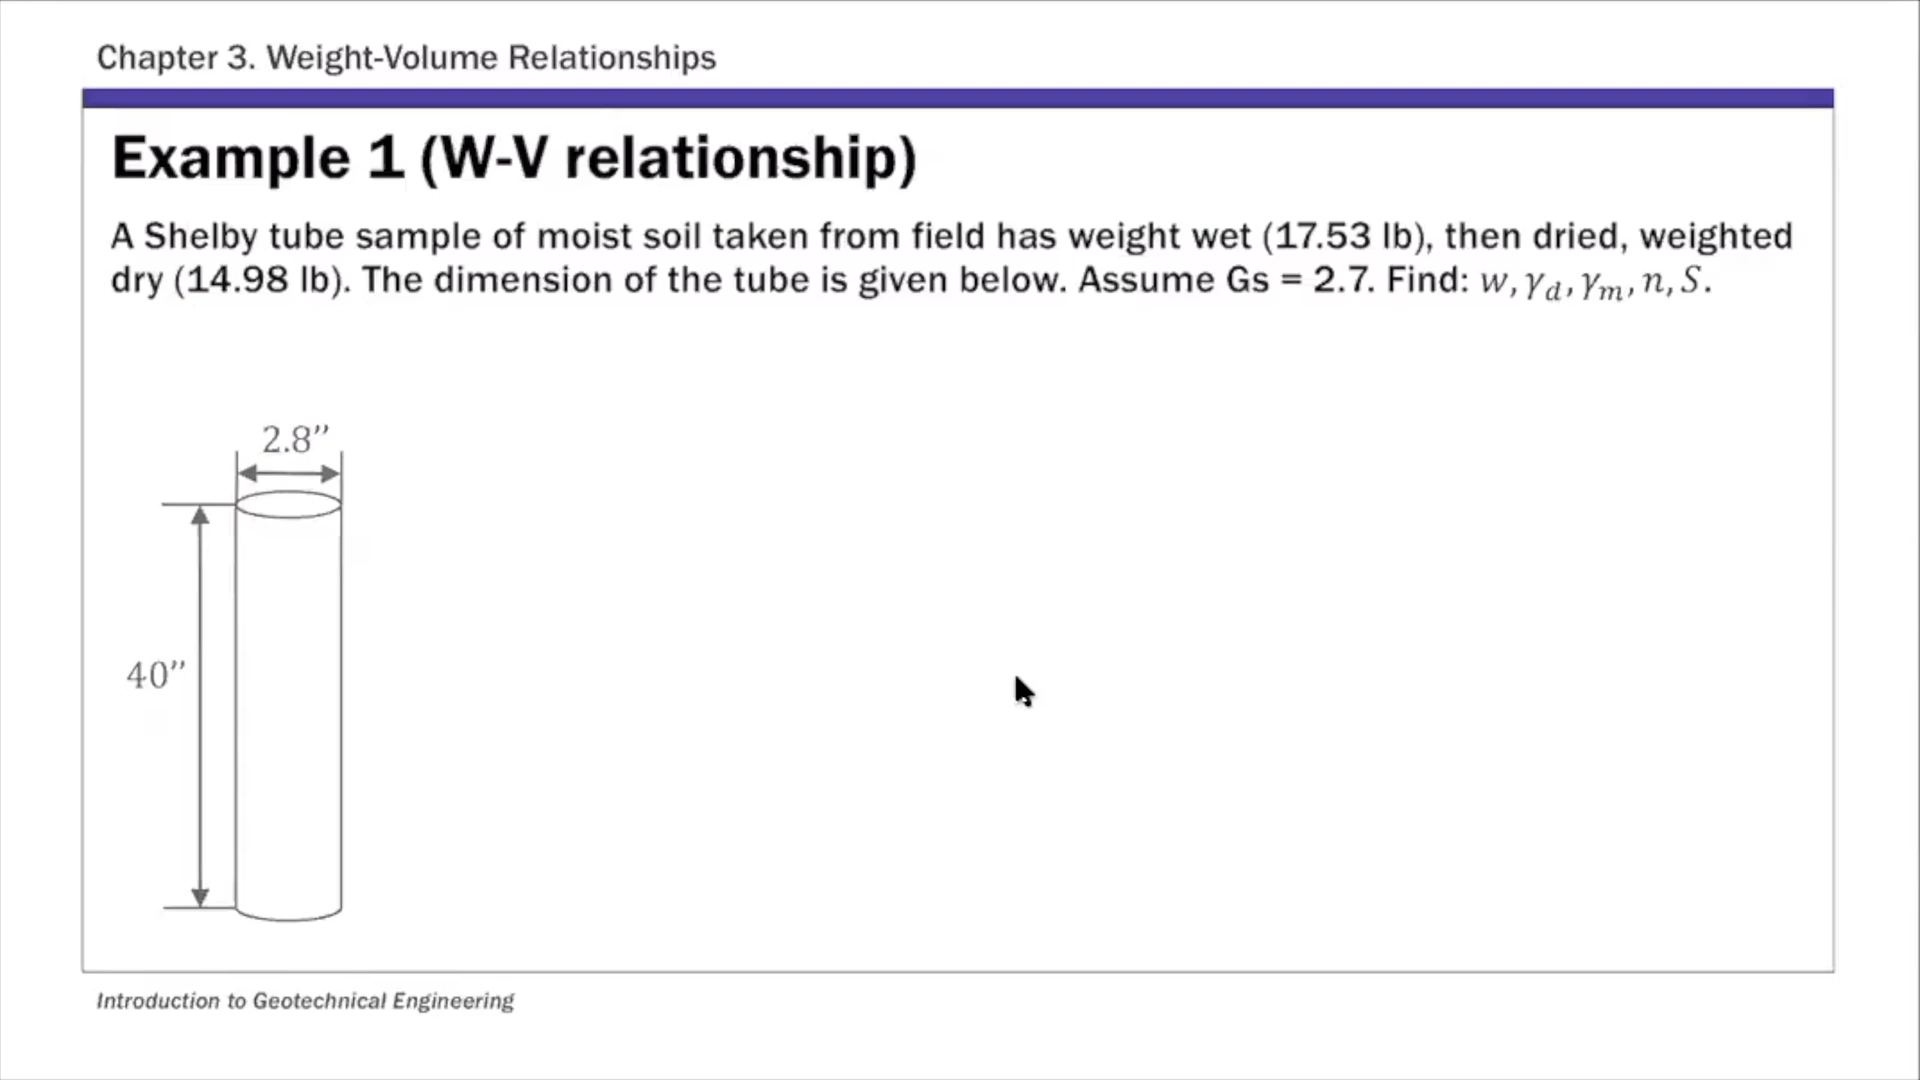 Chapter 3. Weight-Volume Relationships
Example 1 (W-V relationship)
A Shelby tube sample of moist soil taken from field has weight wet (17.53 lb), then dried, weighted
dry (14.98 lb). The dimension of the tube is given below. Assume Gs = 2.7. Find: w, γd, γm, n, S.
2.8”
40”
Introduction to Geotechnical Engineering